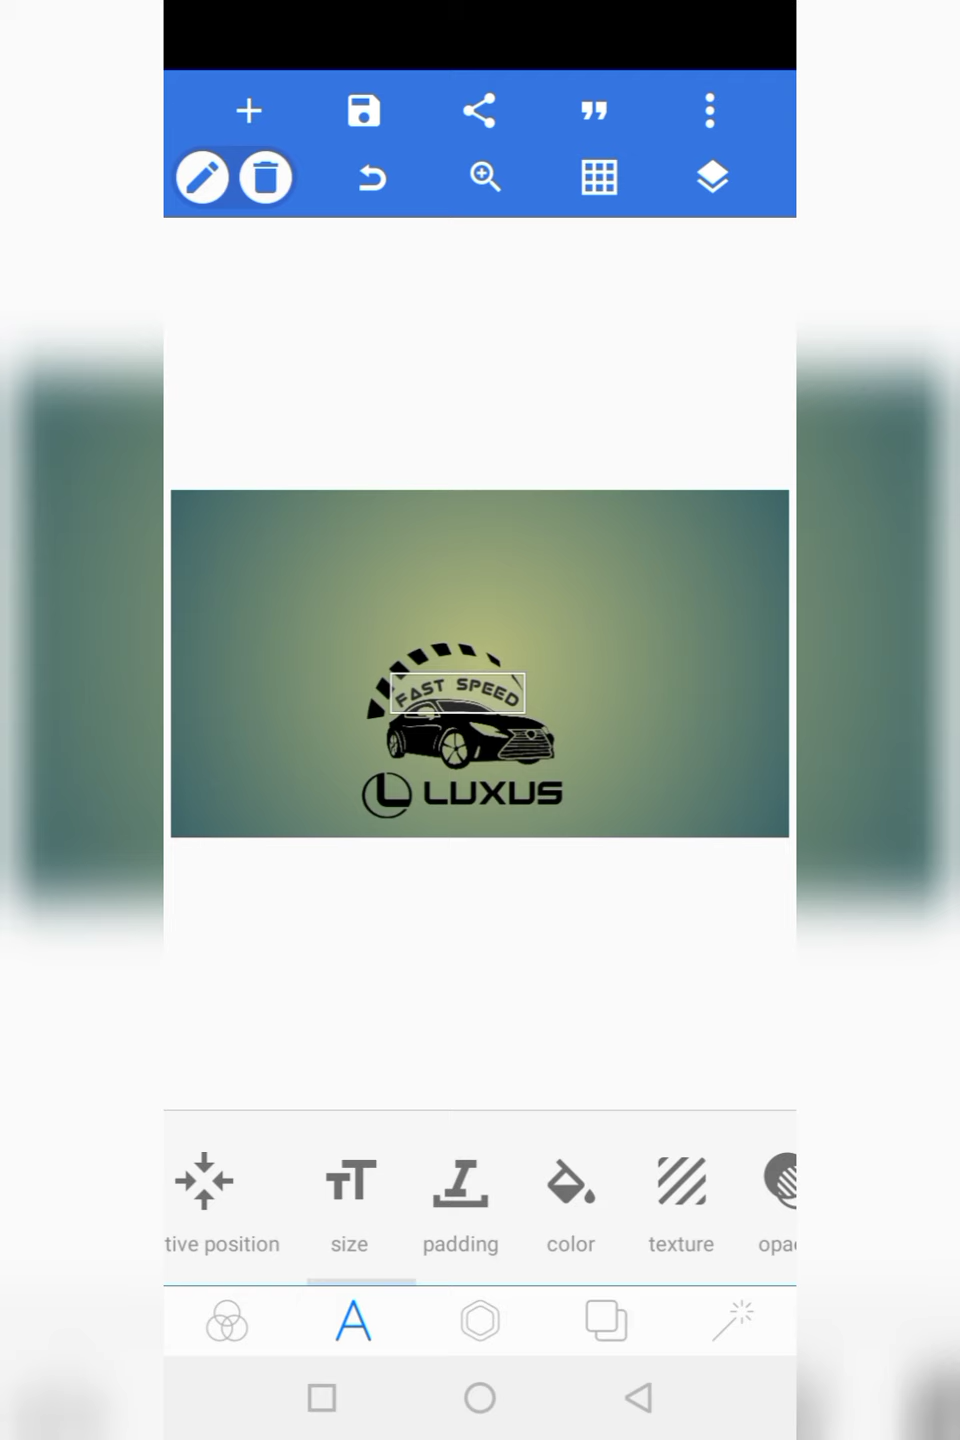 FAST SPEED
L LUXUS
tive position
size
padding
color
texture
opa